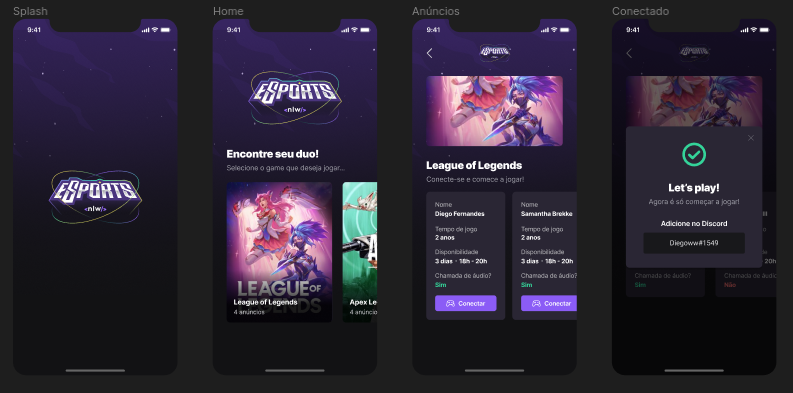 Splash
9:41
ESPORTS
<nlw/>
Home
9:41
ESPORTS
<nlw/>
Encontre seu duo!
Selecione o game que deseja jogar...
LEAGUE OF
LEGENDS
League of Legends
4 anúncios
Apex Le
4 anúncios
Anúncios
9:41
ESPORTS
League of Legends
Conecte-se e comece a jogar!
Nome
Diego Fernandes
Tempo de jogo
2 anos
Disponibilidade
3 dias · 18h - 20h
Chamada de áudio?
Sim
Conectar
Nome
Samantha Brekke
Tempo de jogo
2 anos
Disponibilidade
3 dias · 18h - 20h
Chamada de áudio?
Sim
Conectar
Conectado
9:41
ESPORTS
Let's play!
Agora é só começar a jogar!
Adicione no Discord
Diegoww#1549
Chamada de áudio?
Sim
Chamada de áudio
Não